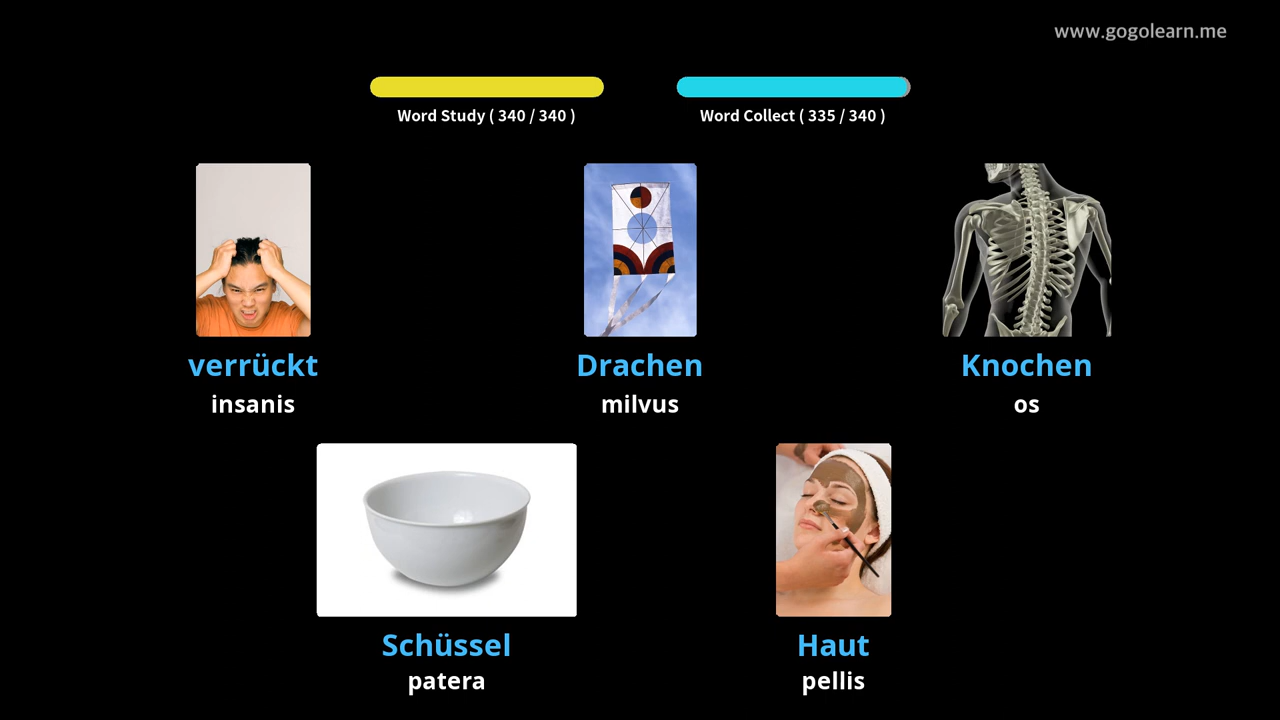 www.gogolearn.me
Word Study ( 340 / 340 )
Word Collect ( 335 / 340 )
verrückt
insanis
Drachen
milvus
Knochen
os
Schüssel
patera
Haut
pellis